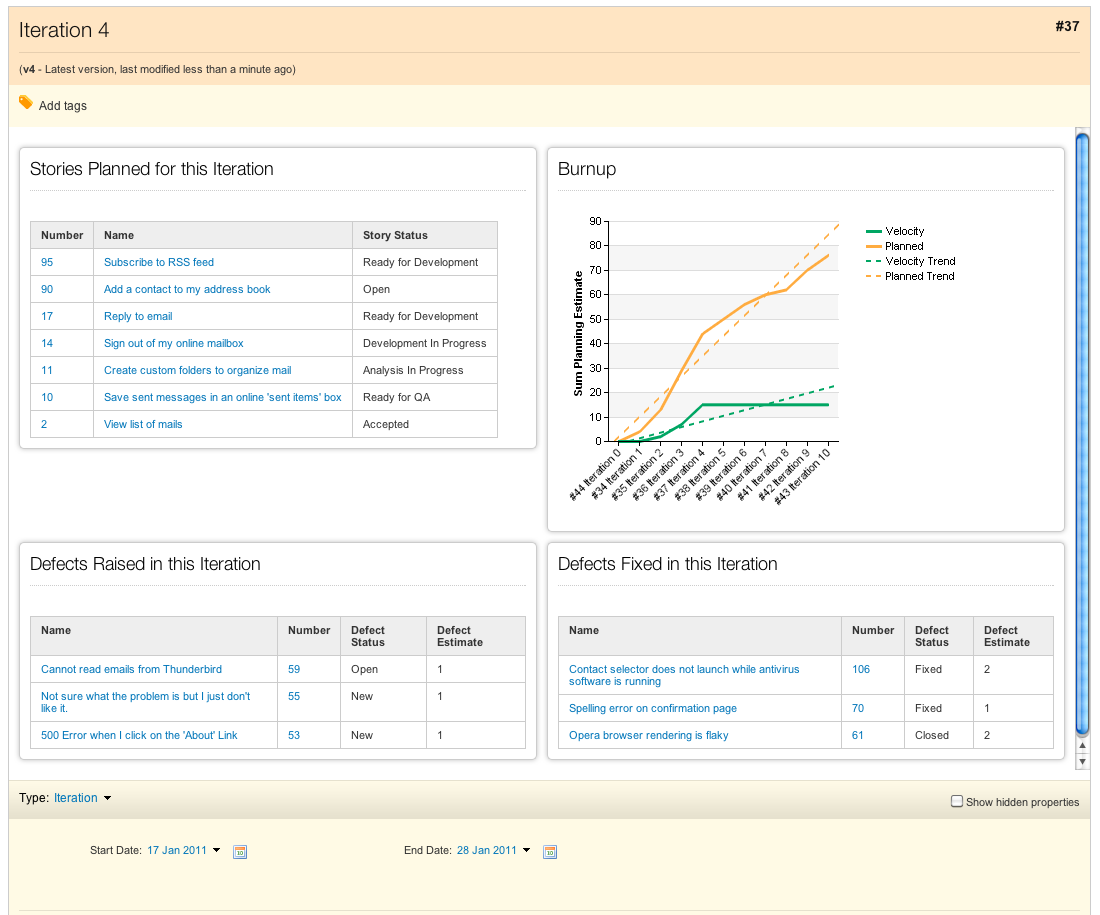 Iteration 4
#37
(v4 - Latest version, last modified less than a minute ago)
Add tags
Stories Planned for this Iteration
Number Name Story Status
95 Subscribe to RSS feed Ready for Development
90 Add a contact to my address book Open
17 Reply to email Ready for Development
14 Sign out of my online mailbox Development In Progress
11 Create custom folders to organize mail Analysis In Progress
10 Save sent messages in an online 'sent items' box Ready for QA
2 View list of mails Accepted
Burnup
Sum Planning Estimate
90
80
70
60
50
40
30
20
10
0
#44 Iteration 0
#34 Iteration 1
#35 Iteration 2
#36 Iteration 3
#37 Iteration 4
#38 Iteration 5
#39 Iteration 6
#40 Iteration 7
#41 Iteration 8
#42 Iteration 9
#43 Iteration 10
Velocity
Planned
Velocity Trend
Planned Trend
Defects Raised in this Iteration
Name Number Defect Status Defect Estimate
Cannot read emails from Thunderbird 59 Open 1
Not sure what the problem is but I just don't
like it. 55 New 1
500 Error when I click on the 'About' Link 53 New 1
Defects Fixed in this Iteration
Name Number Defect Status Defect Estimate
Contact selector does not launch while antivirus
software is running 106 Fixed 2
Spelling error on confirmation page 70 Fixed 1
Opera browser rendering is flaky 61 Closed 2
Type: Iteration
Show hidden properties
Start Date: 17 Jan 2011
End Date: 28 Jan 2011